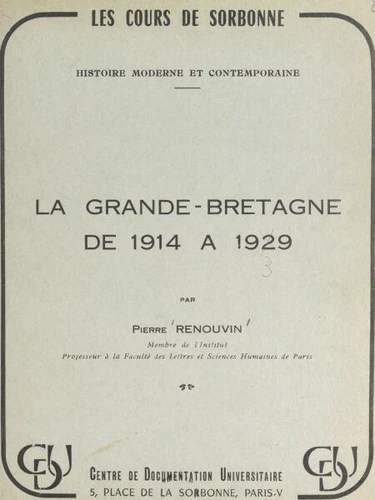 LES COURS DE SORBONNE
HISTOIRE MODERNE ET CONTEMPORAINE
LA GRANDE-BRETAGNE
DE 1914 A 1929
3
PAR
PIERRE RENOUVIN
Membre de l'Institut
Professeur à la Faculté des Lettres et Sciences Humaines de Paris
CDU CDU
CENTRE DE DOCUMENTATION UNIVERSITAIRE
5, PLACE DE LA SORBONNE, PARIS-V